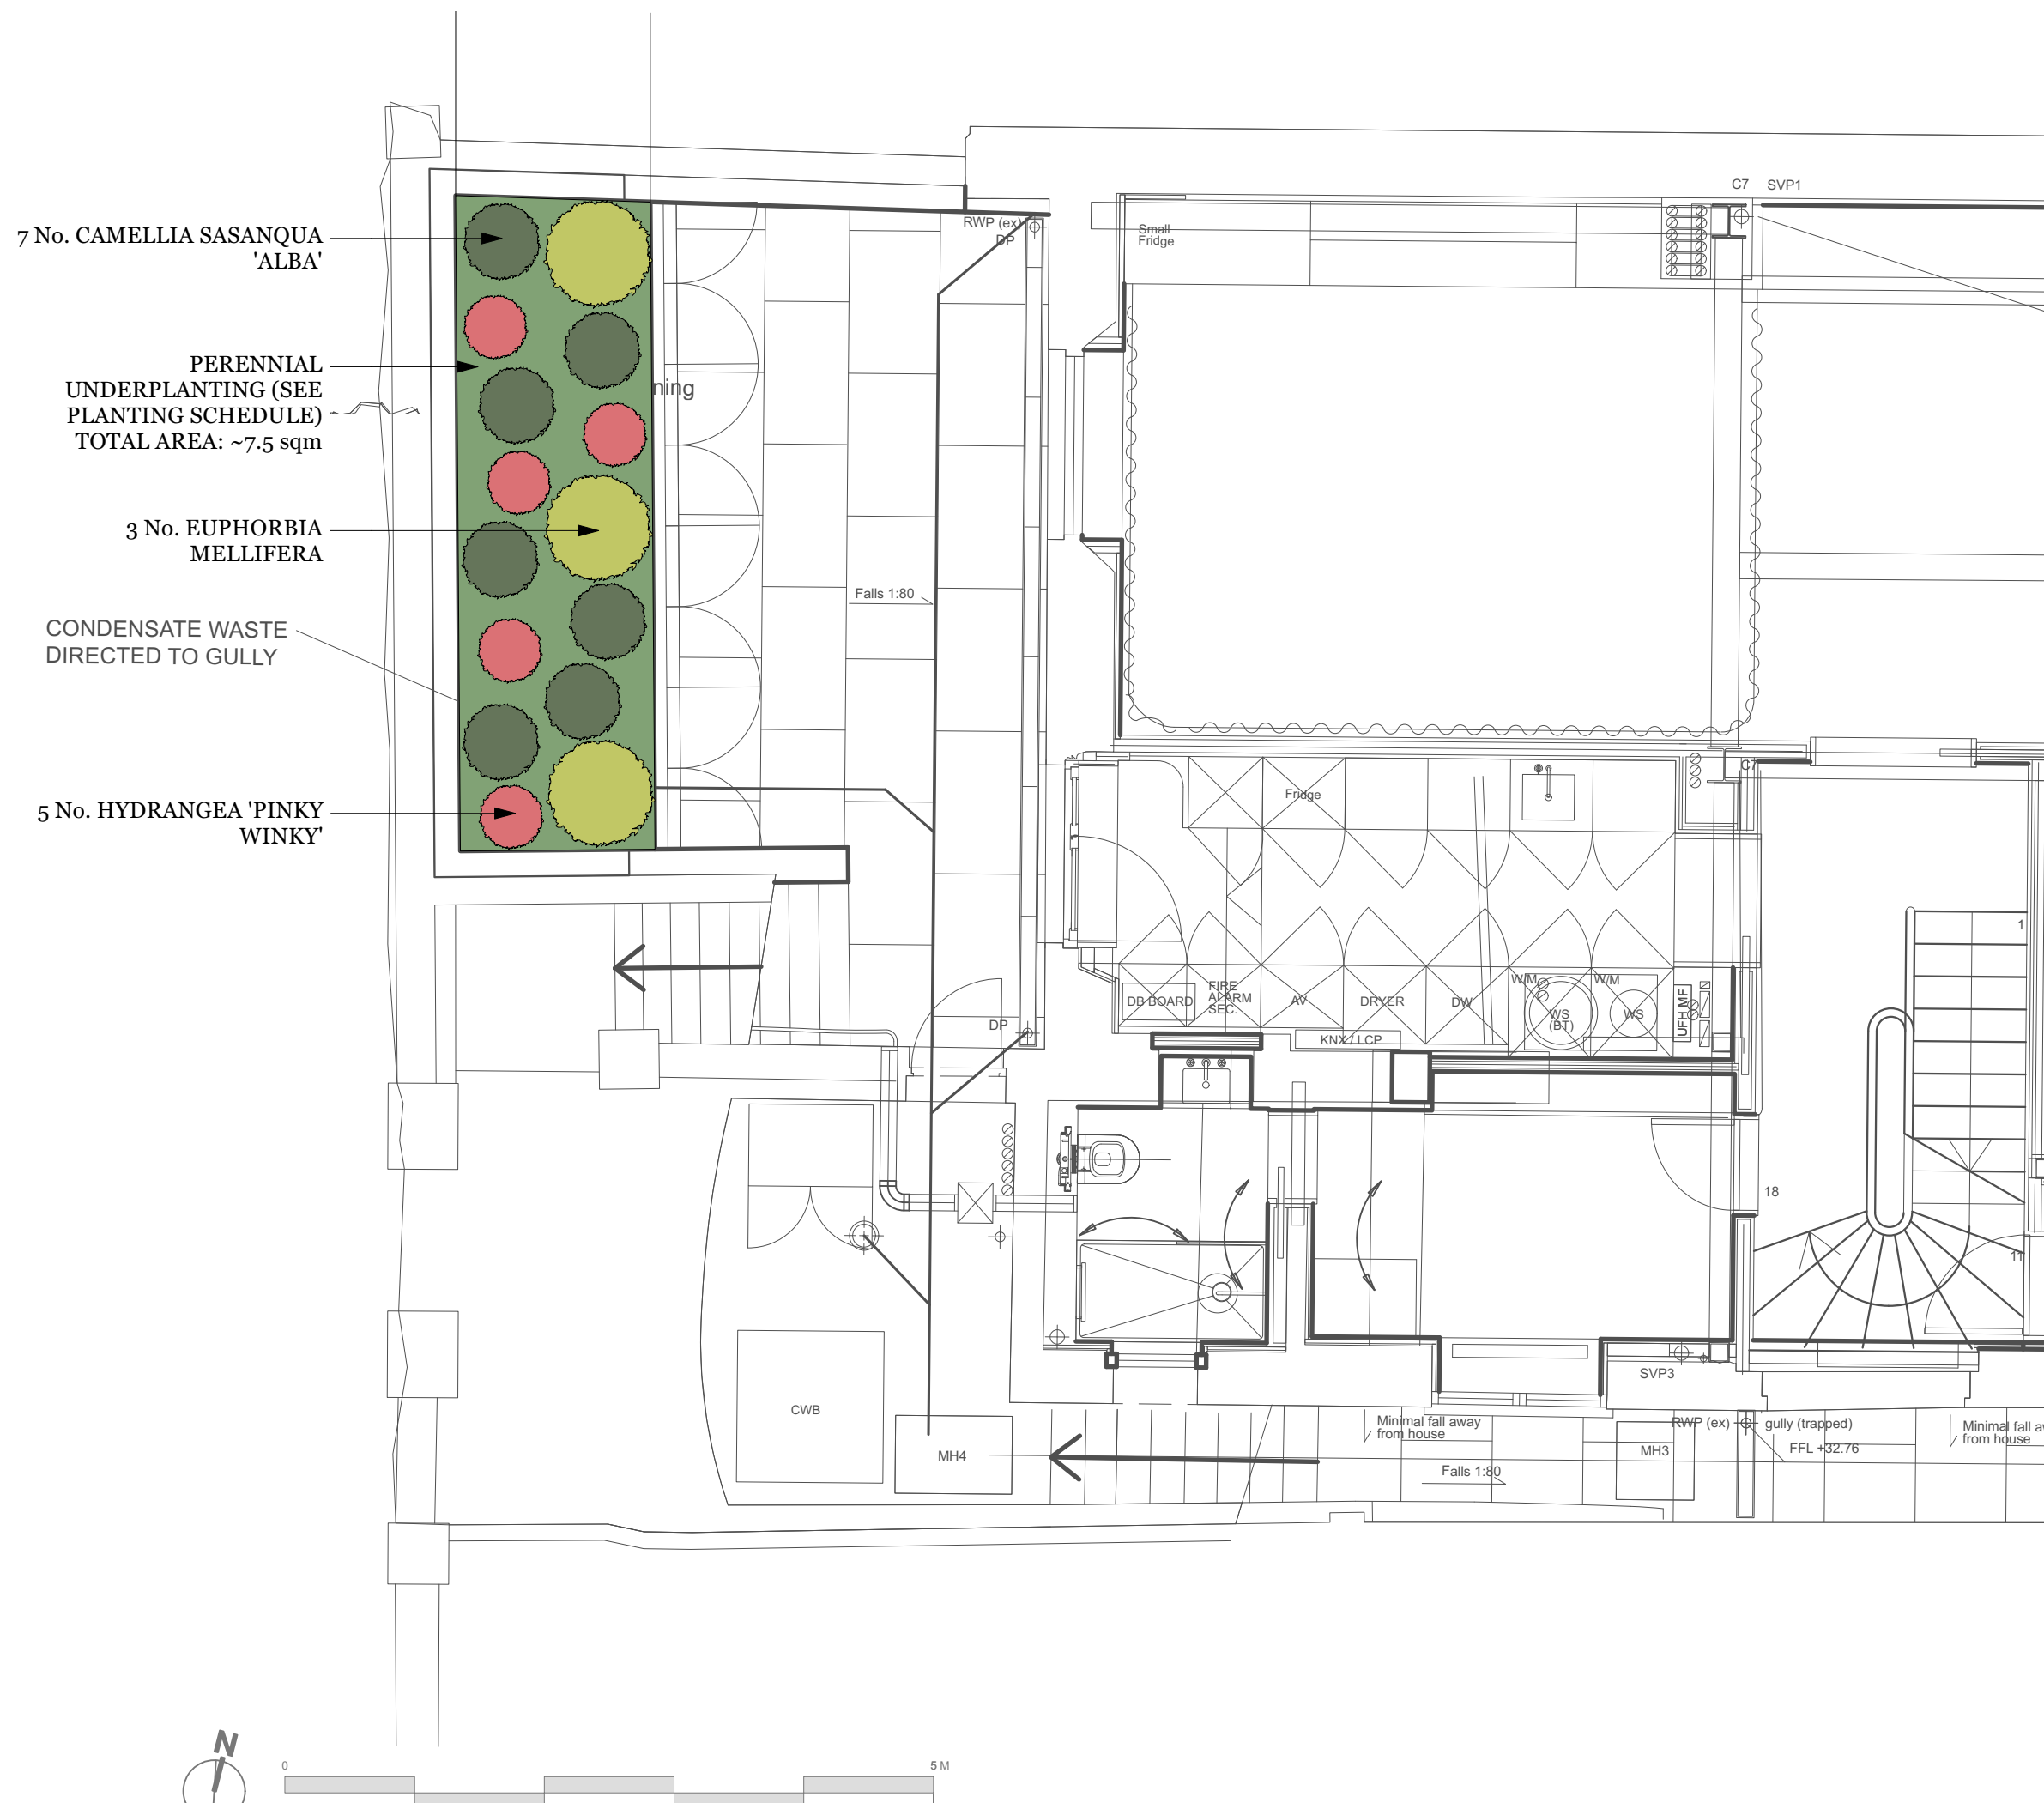 7 No. CAMELLIA SASANQUA
'ALBA'
PERENNIAL
UNDERPLANTING (SEE
PLANTING SCHEDULE)
TOTAL AREA: ~7.5 sqm
3 No. EUPHORBIA
MELLIFERA
CONDENSATE WASTE
DIRECTED TO GULLY
5 No. HYDRANGEA 'PINKY
WINKY'
ning
RWP (ex)
DP
Small
Fridge
C7
SVP1
Falls 1:80
Fridge
C7
DP
DB BOARD
FIRE
ALARM
SEC.
AV
DRYER
DW
W/M
WS
(BT)
W/M
WS
UFH MF
KNX / LCP
1
18
11
CWB
MH4
SVP3
Minimal fall away
from house
Falls 1:80
MH3
RWP (ex)
gully (trapped)
FFL +32.76
Minimal fall a
from house
N
0
5 M